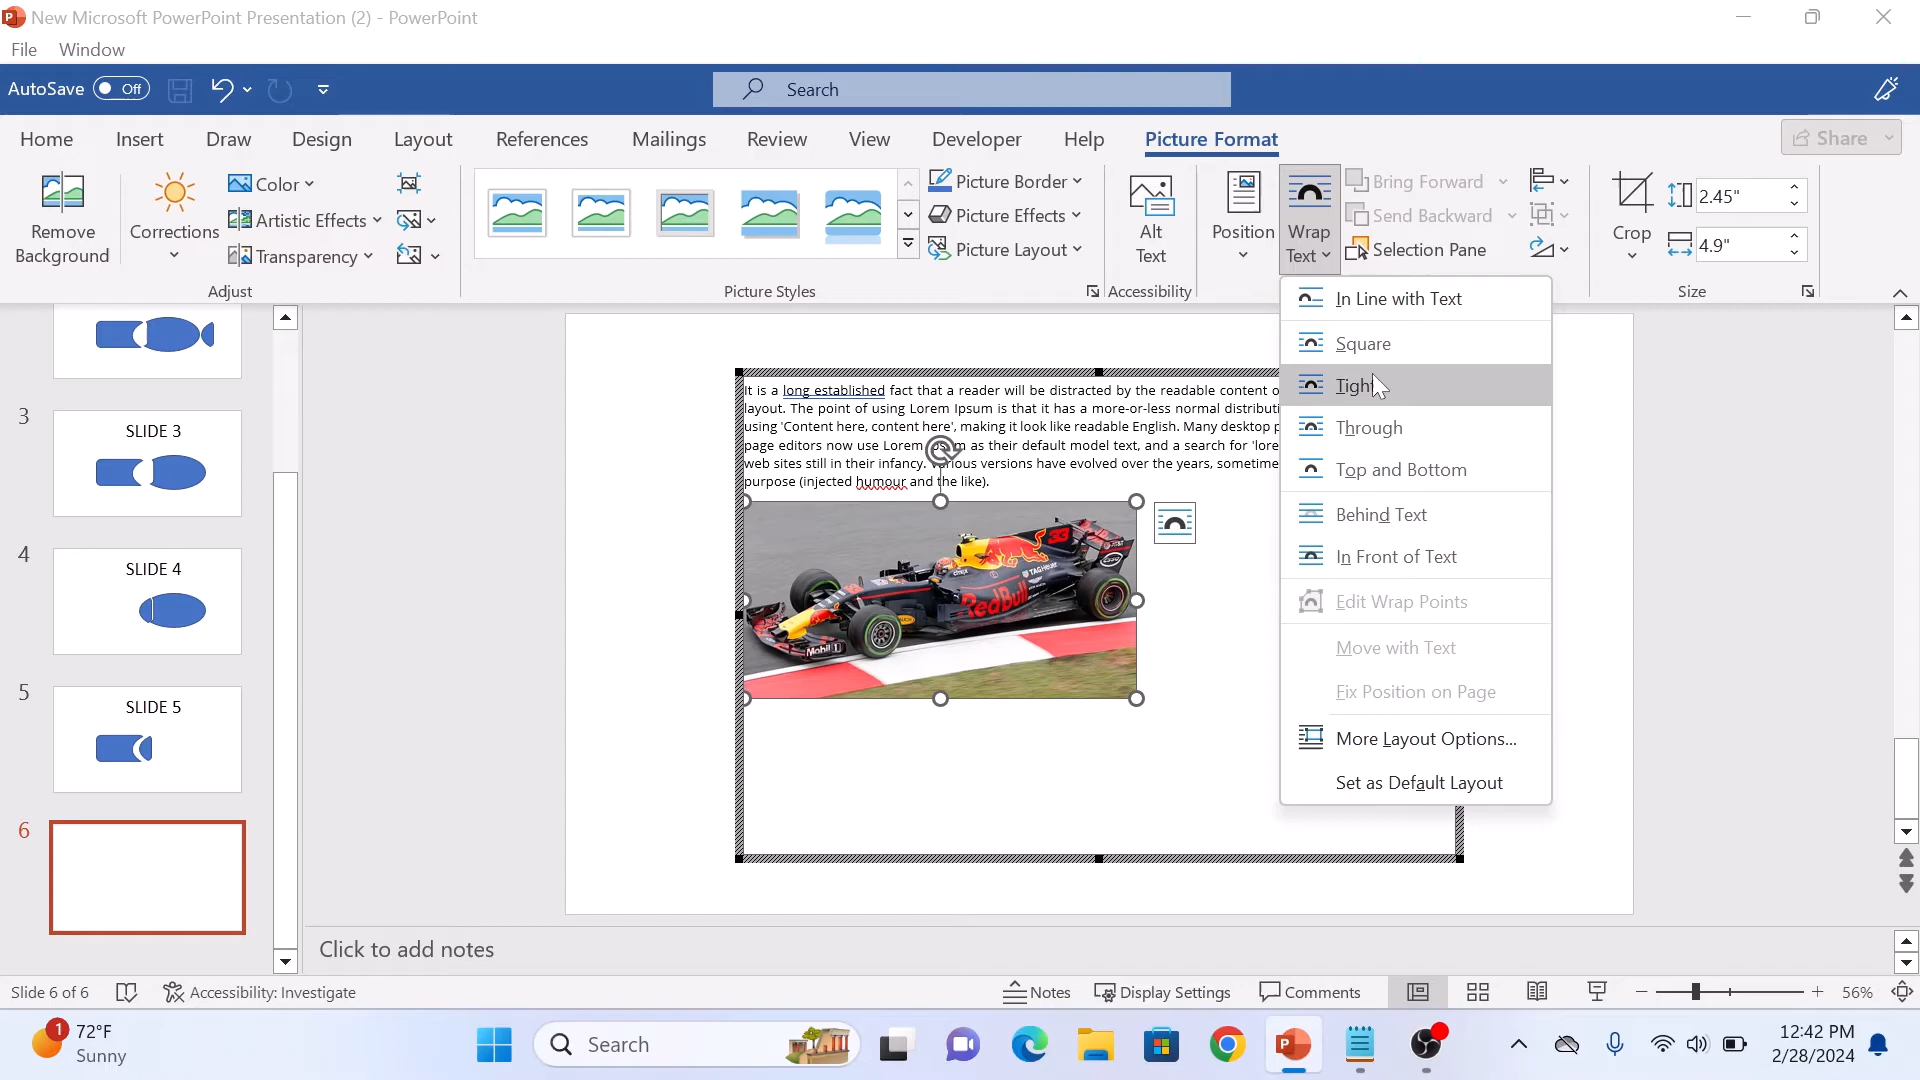 New Microsoft PowerPoint Presentation (2) - PowerPoint
File Window
AutoSave Off
Search
Home Insert Draw Design Layout References Mailings Review View Developer Help Picture Format Share
Remove Background
Corrections
Color
Artistic Effects
Transparency
Adjust
Picture Styles
Picture Border
Picture Effects
Picture Layout
Alt Text
Accessibility
Position
Wrap Text
Bring Forward
Send Backward
Selection Pane
Crop
2.45"
4.9"
Size
In Line with Text
Square
Tight
Through
Top and Bottom
Behind Text
In Front of Text
Edit Wrap Points
Move with Text
Fix Position on Page
More Layout Options...
Set as Default Layout
3
SLIDE 3
4
SLIDE 4
5
SLIDE 5
6
It is a long established fact that a reader will be distracted by the readable content
layout. The point of using Lorem Ipsum is that it has a more-or-less normal
using 'Content here, content here', making it look like readable English. Many desktop
page editors now use Lorem Ipsum as their default model text, and a search for
web sites still in their infancy. Various versions have evolved over the years,
purpose (injected humour and the like).
33
TAGHeuer
Red Bull
Mobil 1
Click to add notes
Slide 6 of 6 Accessibility: Investigate Notes Display Settings Comments 56%
1
72°F
Sunny
Search
12:42 PM
2/28/2024